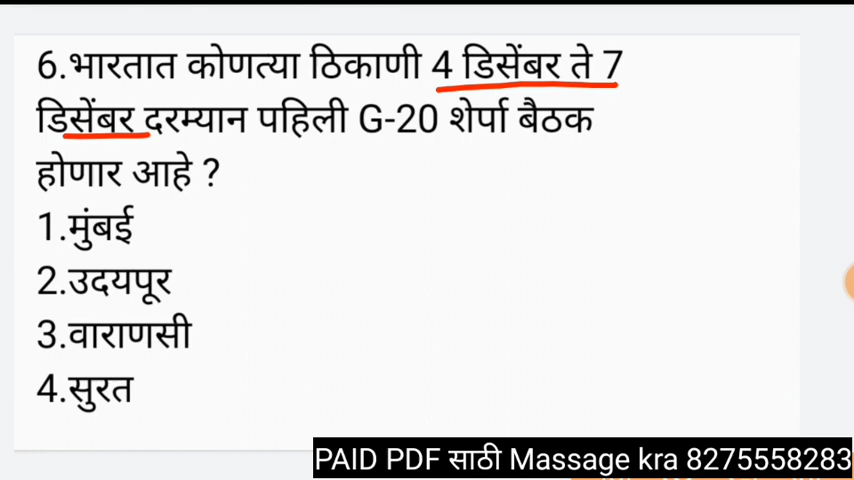 6.भारतात कोणत्या ठिकाणी 4 डिसेंबर ते 7
डिसेंबर दरम्यान पहिली G-20 शेर्पा बैठक
होणार आहे ?
1.मुंबई
2.उदयपूर
3.वाराणसी
4.सुरत
PAID PDF साठी Massage kra 8275558283